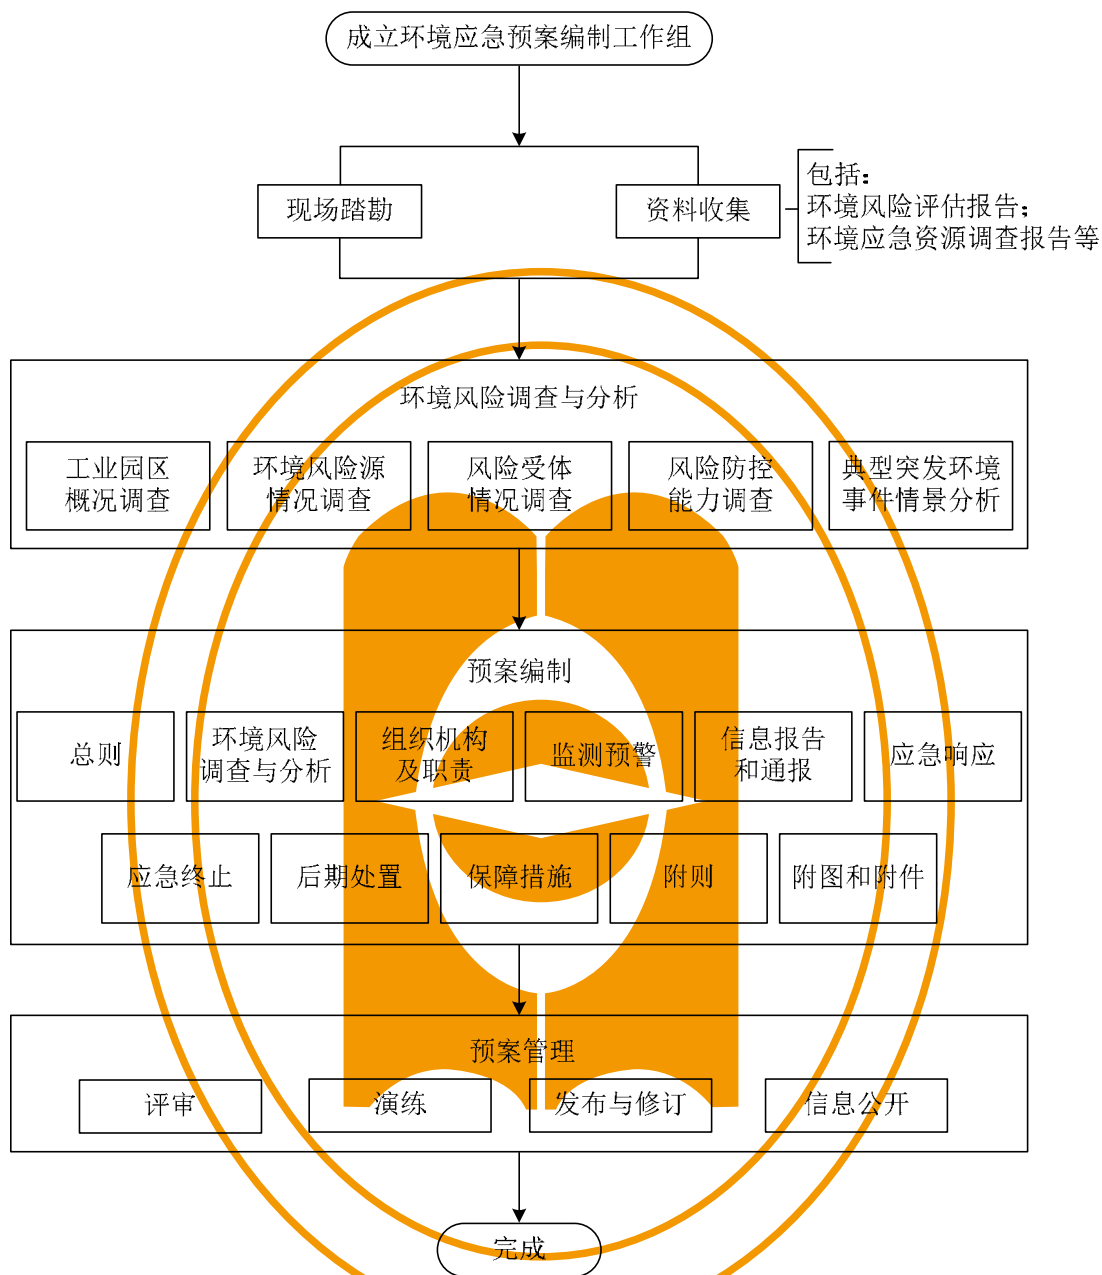 成立环境应急预案编制工作组
现场踏勘
资料收集
包括：
环境风险评估报告；
环境应急资源调查报告等
环境风险调查与分析
工业园区
概况调查
环境风险源
情况调查
风险受体
情况调查
风险防控
能力调查
典型突发环境
事件情景分析
预案编制
总则
环境风险
调查与分析
组织机构
及职责
监测预警
信息报告
和通报
应急响应
应急终止
后期处置
保障措施
附则
附图和附件
预案管理
评审
演练
发布与修订
信息公开
完成